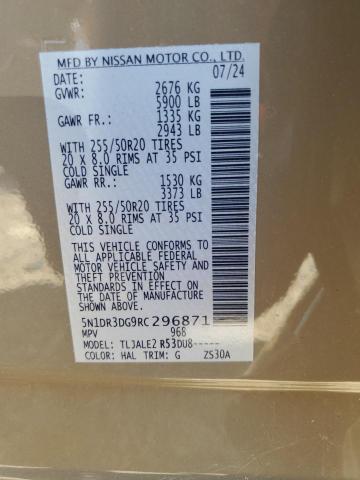 MFD BY NISSAN MOTOR CO., LTD.
DATE: 07/24
GVWR: 2676 KG
5900 LB
GAWR FR.: 1335 KG
2943 LB
WITH 255/50R20 TIRES
20 X 8.0 RIMS AT 35 PSI
COLD SINGLE
GAWR RR.: 1530 KG
3373 LB
WITH 255/50R20 TIRES
20 X 8.0 RIMS AT 35 PSI
COLD SINGLE
THIS VEHICLE CONFORMS TO
ALL APPLICABLE FEDERAL
MOTOR VEHICLE SAFETY
AND THEFT PREVENTION
STANDARDS IN EFFECT ON
THE DATE OF MANUFACTURE
SHOWN ABOVE.
5N1DR3DG9RC296871
MPV 968
MODEL: TLJALE2 R53DU8-----
COLOR: HAL TRIM: G ZS30A